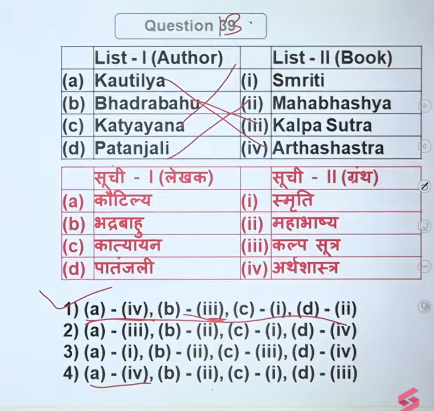 Question 39 13
List - I (Author) List - II (Book)
(a) Kautilya (i) Smriti
(b) Bhadrabahu (ii) Mahabhashya
(c) Katyayana (iii) Kalpa Sutra
(d) Patanjali (iv) Arthashastra
सूची - I (लेखक) सूची - II (ग्रंथ)
(a) कौटिल्य (i) स्मृति
(b) भद्रबाहु (ii) महाभाष्य
(c) कात्यायन (iii) कल्प सूत्र
(d) पातंजली (iv) अर्थशास्त्र
1) (a) - (iv), (b) - (iii), (c) - (i), (d) - (ii)
2) (a) - (iii), (b) - (ii), (c) - (i), (d) - (iv)
3) (a) - (i), (b) - (ii), (c) - (iii), (d) - (iv)
4) (a) - (iv), (b) - (ii), (c) - (i), (d) - (iii)